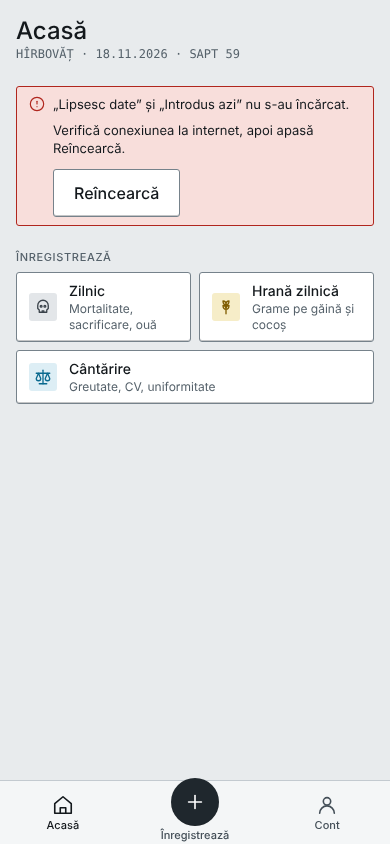 Acasă
HÎRBOVĂȚ · 18.11.2026 · SAPT 59
„Lipsesc date” și „Introdus azi” nu s-au încărcat.
Verifică conexiunea la internet, apoi apasă
Reîncearcă.
Reîncearcă
ÎNREGISTREAZĂ
Zilnic
Mortalitate,
sacrificare, ouă
Hrană zilnică
Grame pe găină și
cocoș
Cântărire
Greutate, CV, uniformitate
Acasă
Înregistrează
Cont